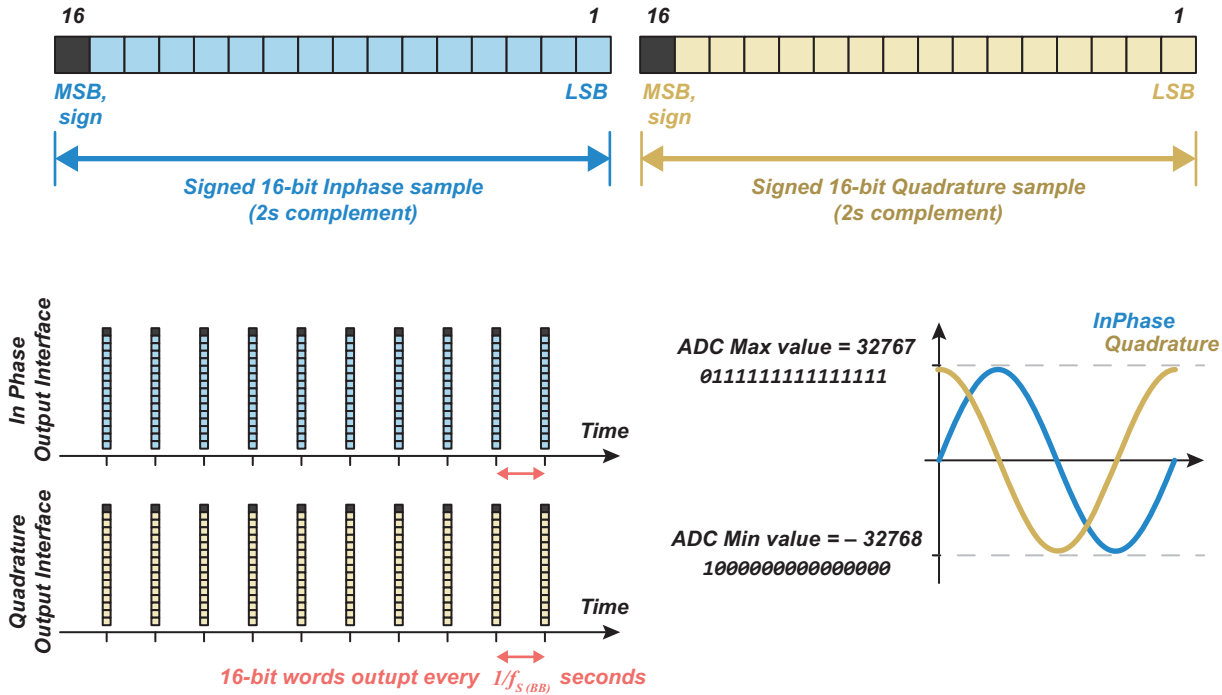 16 1
MSB, LSB
sign
Signed 16-bit Inphase sample
(2s complement)
16 1
MSB, LSB
sign
Signed 16-bit Quadrature sample
(2s complement)
In Phase
Output Interface
Time
Quadrature
Output Interface
Time
16-bit words outupt every 1/fS (BB) seconds
InPhase
Quadrature
ADC Max value = 32767
0111111111111111
ADC Min value = – 32768
1000000000000000